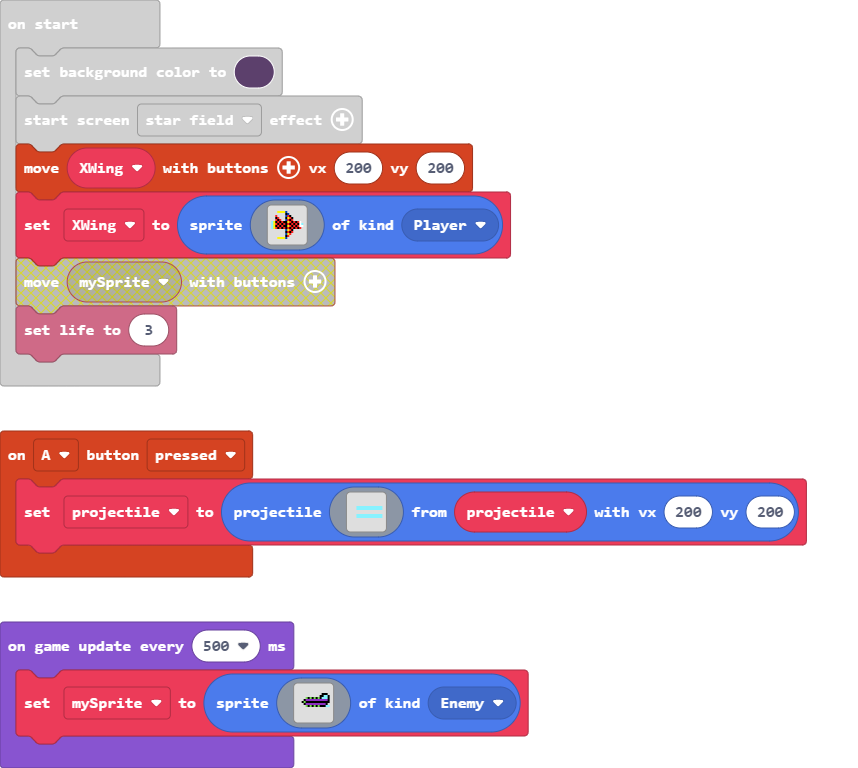 on start
set background color to
start screen star field effect
move XWing with buttons vx 200 vy 200
set XWing to sprite of kind Player
move mySprite with buttons
set life to 3
on A button pressed
set projectile to projectile from projectile with vx 200 vy 200
on game update every 500 ms
set mySprite to sprite of kind Enemy